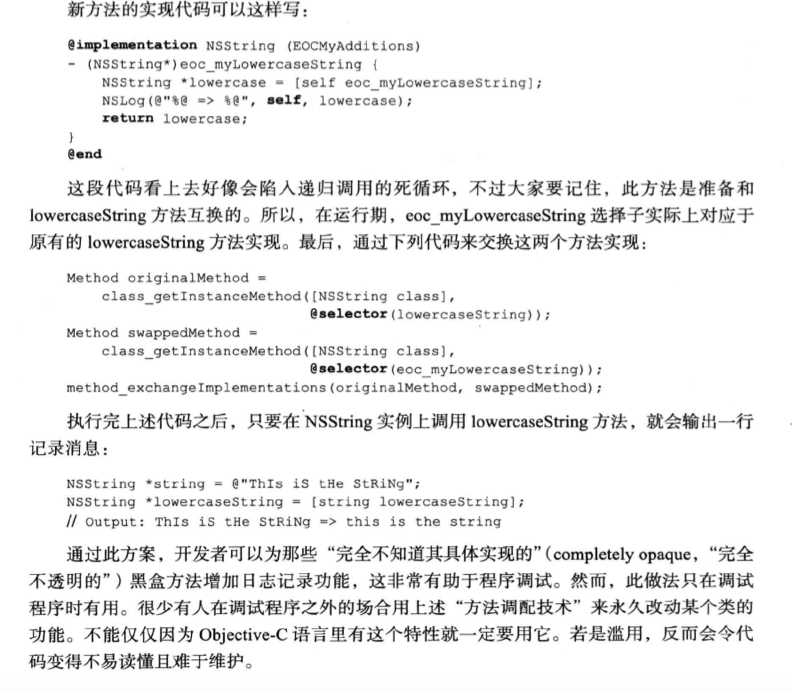 新方法的实现代码可以这样写：
@implementation NSString (EOCMyAdditions)
- (NSString*)eoc_myLowercaseString {
    NSString *lowercase = [self eoc_myLowercaseString];
    NSLog(@"%@ => %@", self, lowercase);
    return lowercase;
}
@end
这段代码看上去好像会陷入递归调用的死循环，不过大家要记住，此方法是准备和
lowercaseString 方法互换的。所以，在运行期，eoc_myLowercaseString 选择子实际上对应于
原有的 lowercaseString 方法实现。最后，通过下列代码来交换这两个方法实现：
Method originalMethod =
    class_getInstanceMethod([NSString class],
                            @selector(lowercaseString));
Method swappedMethod =
    class_getInstanceMethod([NSString class],
                            @selector(eoc_myLowercaseString));
method_exchangeImplementations(originalMethod, swappedMethod);
执行完上述代码之后，只要在 NSString 实例上调用 lowercaseString 方法，就会输出一行
记录消息：
NSString *string = @"ThIs iS tHe StRiNg";
NSString *lowercaseString = [string lowercaseString];
// Output: ThIs iS tHe StRiNg => this is the string
通过此方案，开发者可以为那些“完全不知道其具体实现的”（completely opaque，“完全
不透明的”）黑盒方法增加日志记录功能，这非常有助于程序调试。然而，此做法只在调试
程序时有用。很少有人在调试程序之外的场合用上述“方法调配技术”来永久改动某个类的
功能。不能仅仅因为 Objective-C 语言里有这个特性就一定要用它。若是滥用，反而会令代
码变得不易读懂且难于维护。